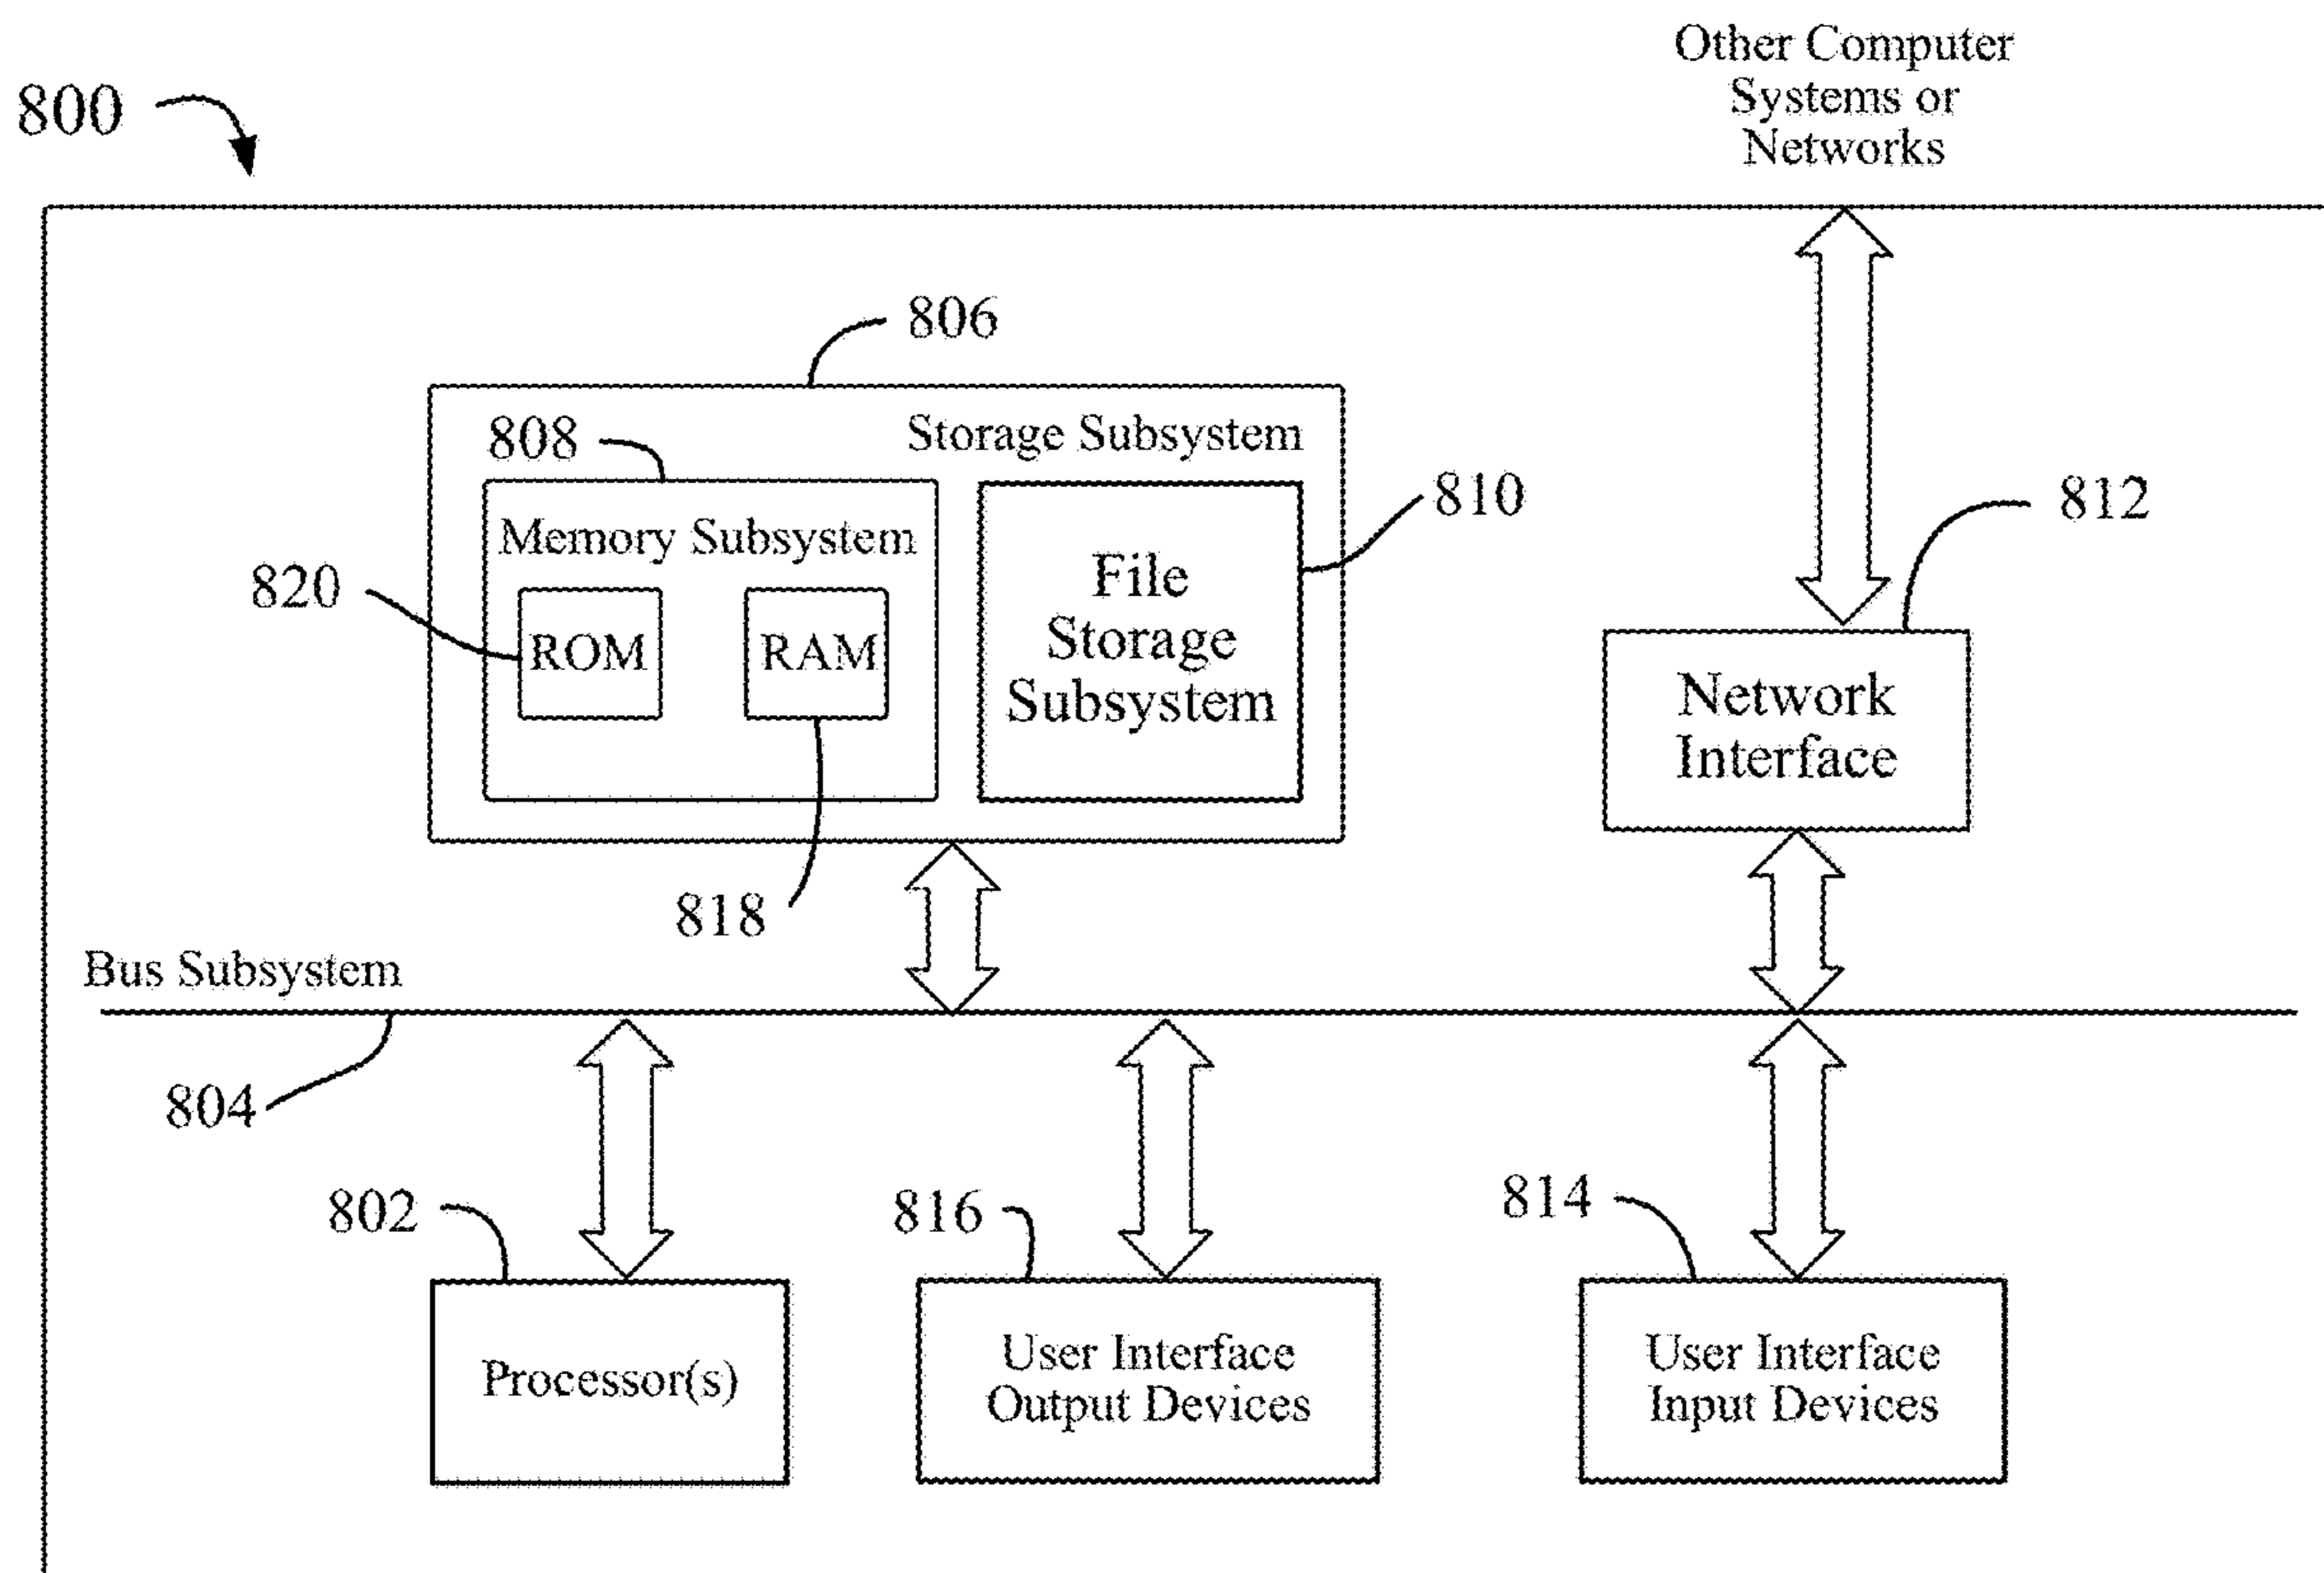 Other Computer
Systems or
Networks
800
806
808
Storage Subsystem
810
812
Memory Subsystem
820
ROM
RAM
File
Storage
Subsystem
Network
Interface
818
Bus Subsystem
804
802
816
814
Processor(s)
User Interface
Output Devices
User Interface
Input Devices